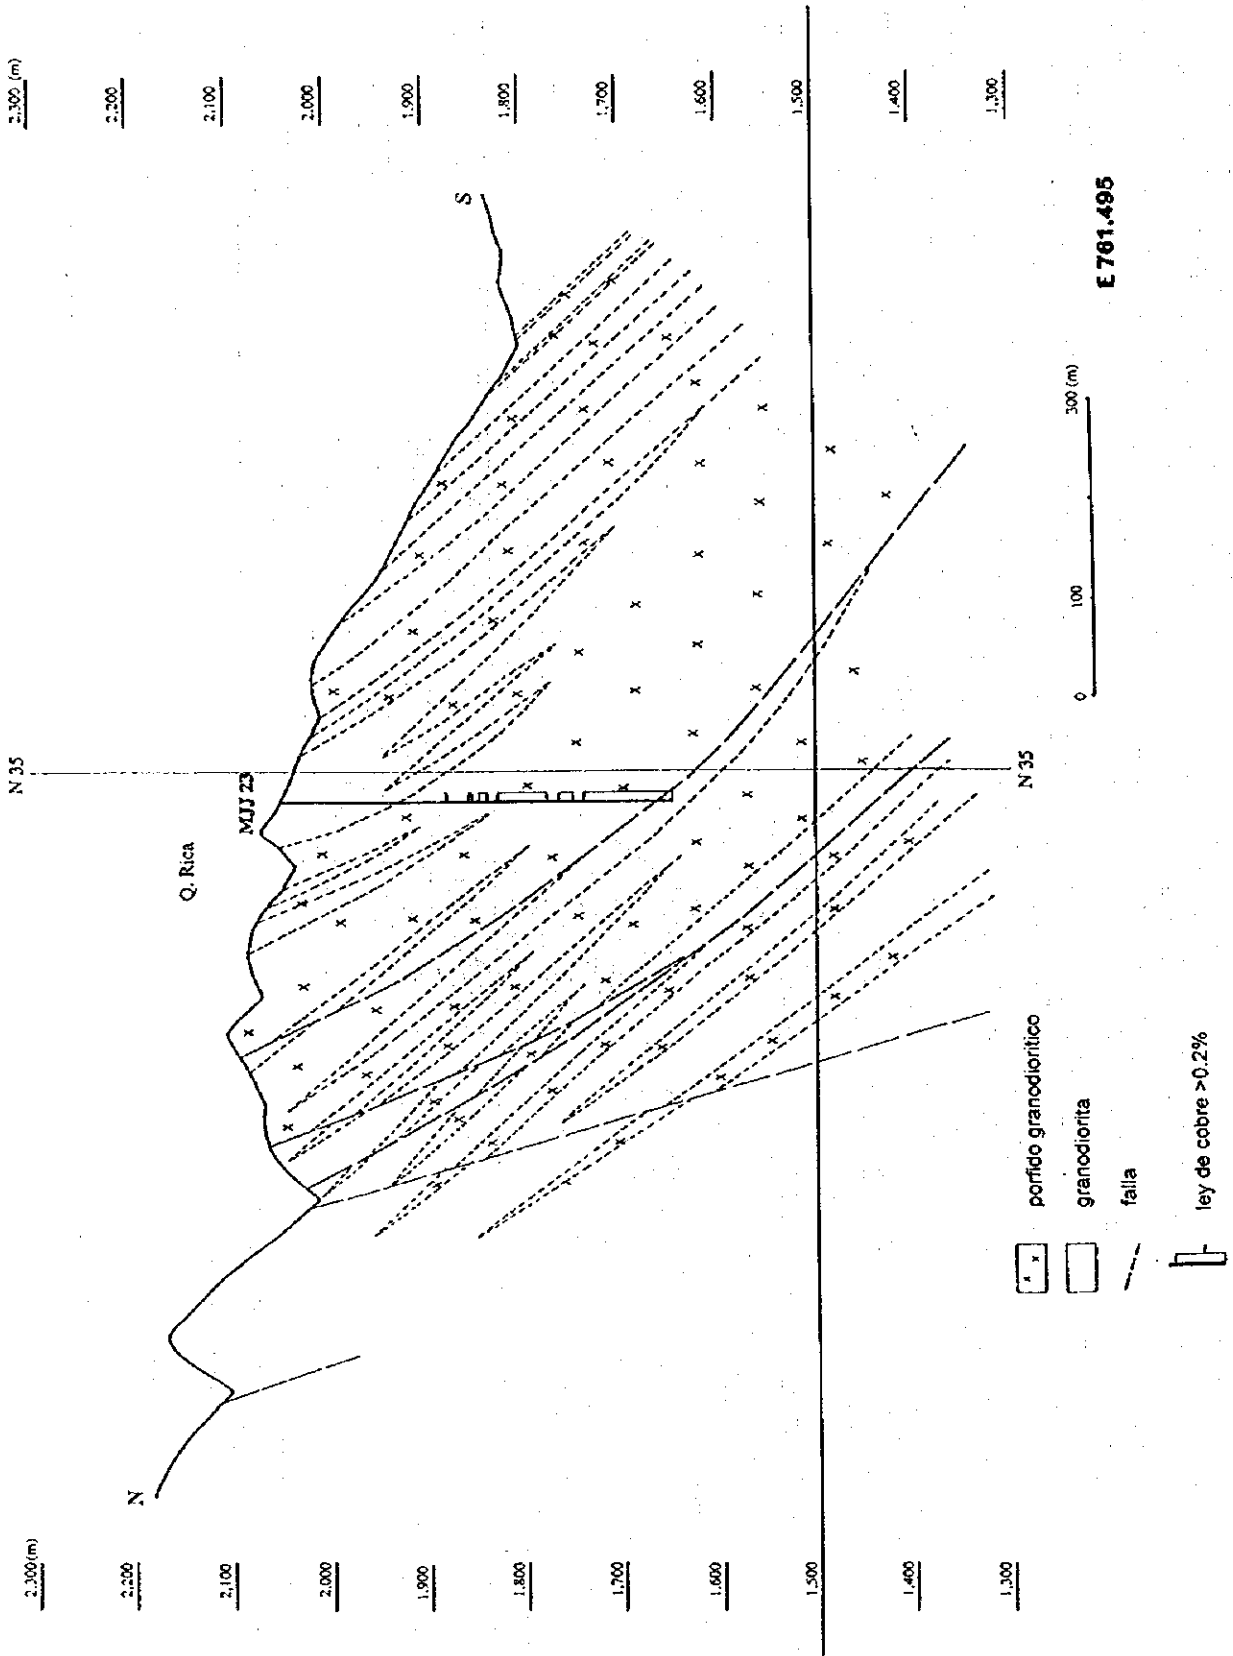 2.300 (m)
2.200
2.100
2.000
1.900
1.800
1.700
1.600
1.500
1.400
1.300
S
N 35
MJJ 23
Q. Rica
N
N 35
2.300 (m)
2.200
2.100
2.000
1.900
1.800
1.700
1.600
1.500
1.400
1.300
E 761.495
0
100
300 (m)
porfido granodioritico
granodiorita
falla
ley de cobre >0.2%